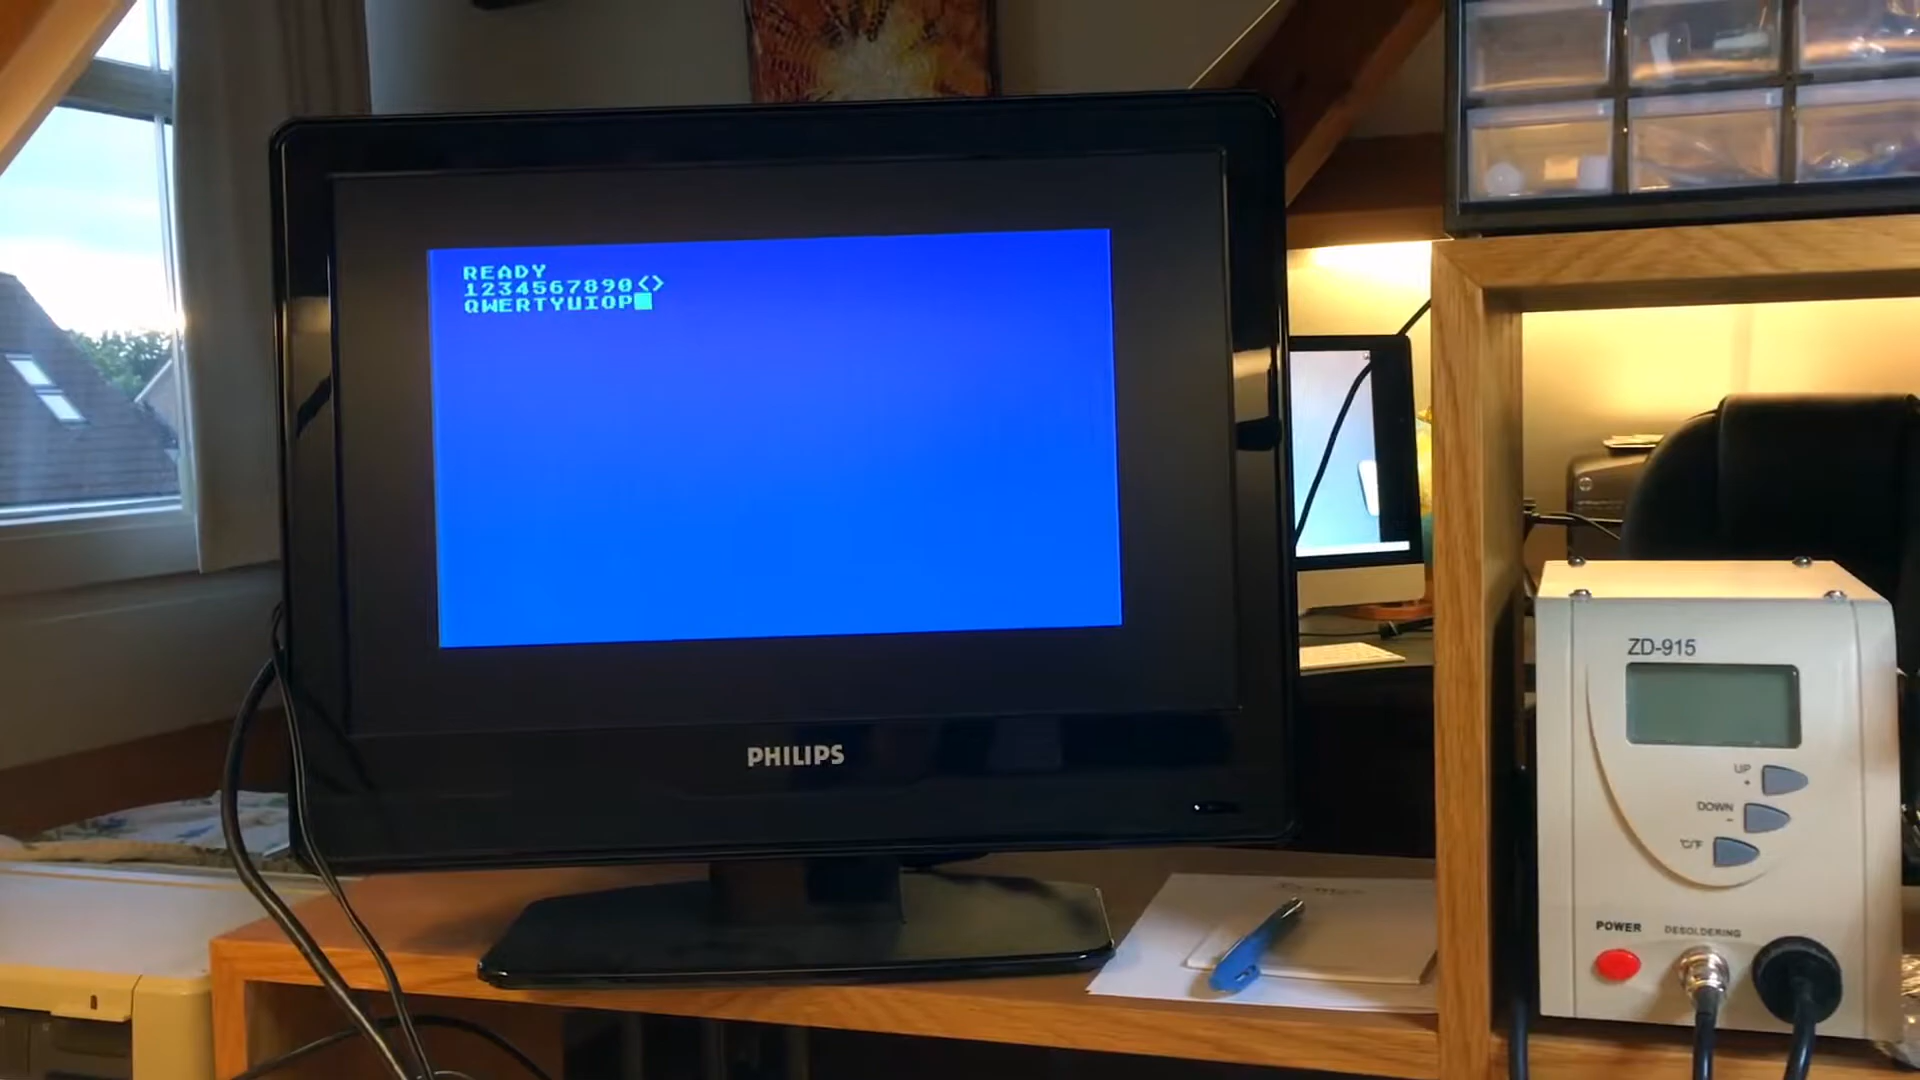 READY
1234567890<>
QWERTYUIOP
PHILIPS
ZD-915
UP
+
DOWN
-
°C/°F
POWER
DESOLDERING